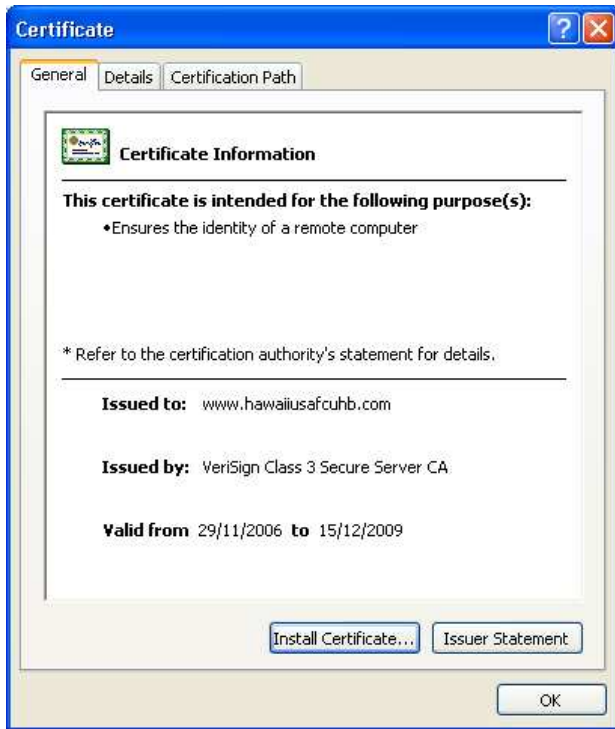 Certificate
General Details Certification Path
Certificate Information
This certificate is intended for the following purpose(s):
•Ensures the identity of a remote computer
* Refer to the certification authority's statement for details.
Issued to: www.hawaiiusafcuhb.com
Issued by: VeriSign Class 3 Secure Server CA
Valid from 29/11/2006 to 15/12/2009
Install Certificate... Issuer Statement
OK